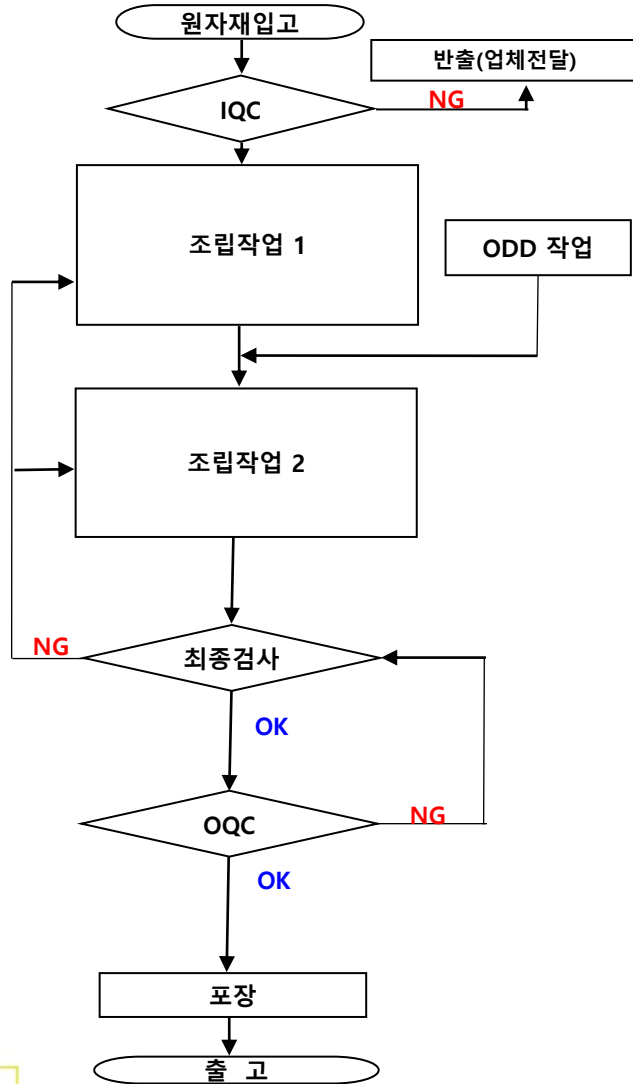 원자재입고
반출(업체전달)
NG
IQC
조립작업 1
ODD 작업
조립작업 2
NG
최종검사
OK
OQC
NG
OK
포장
출 고